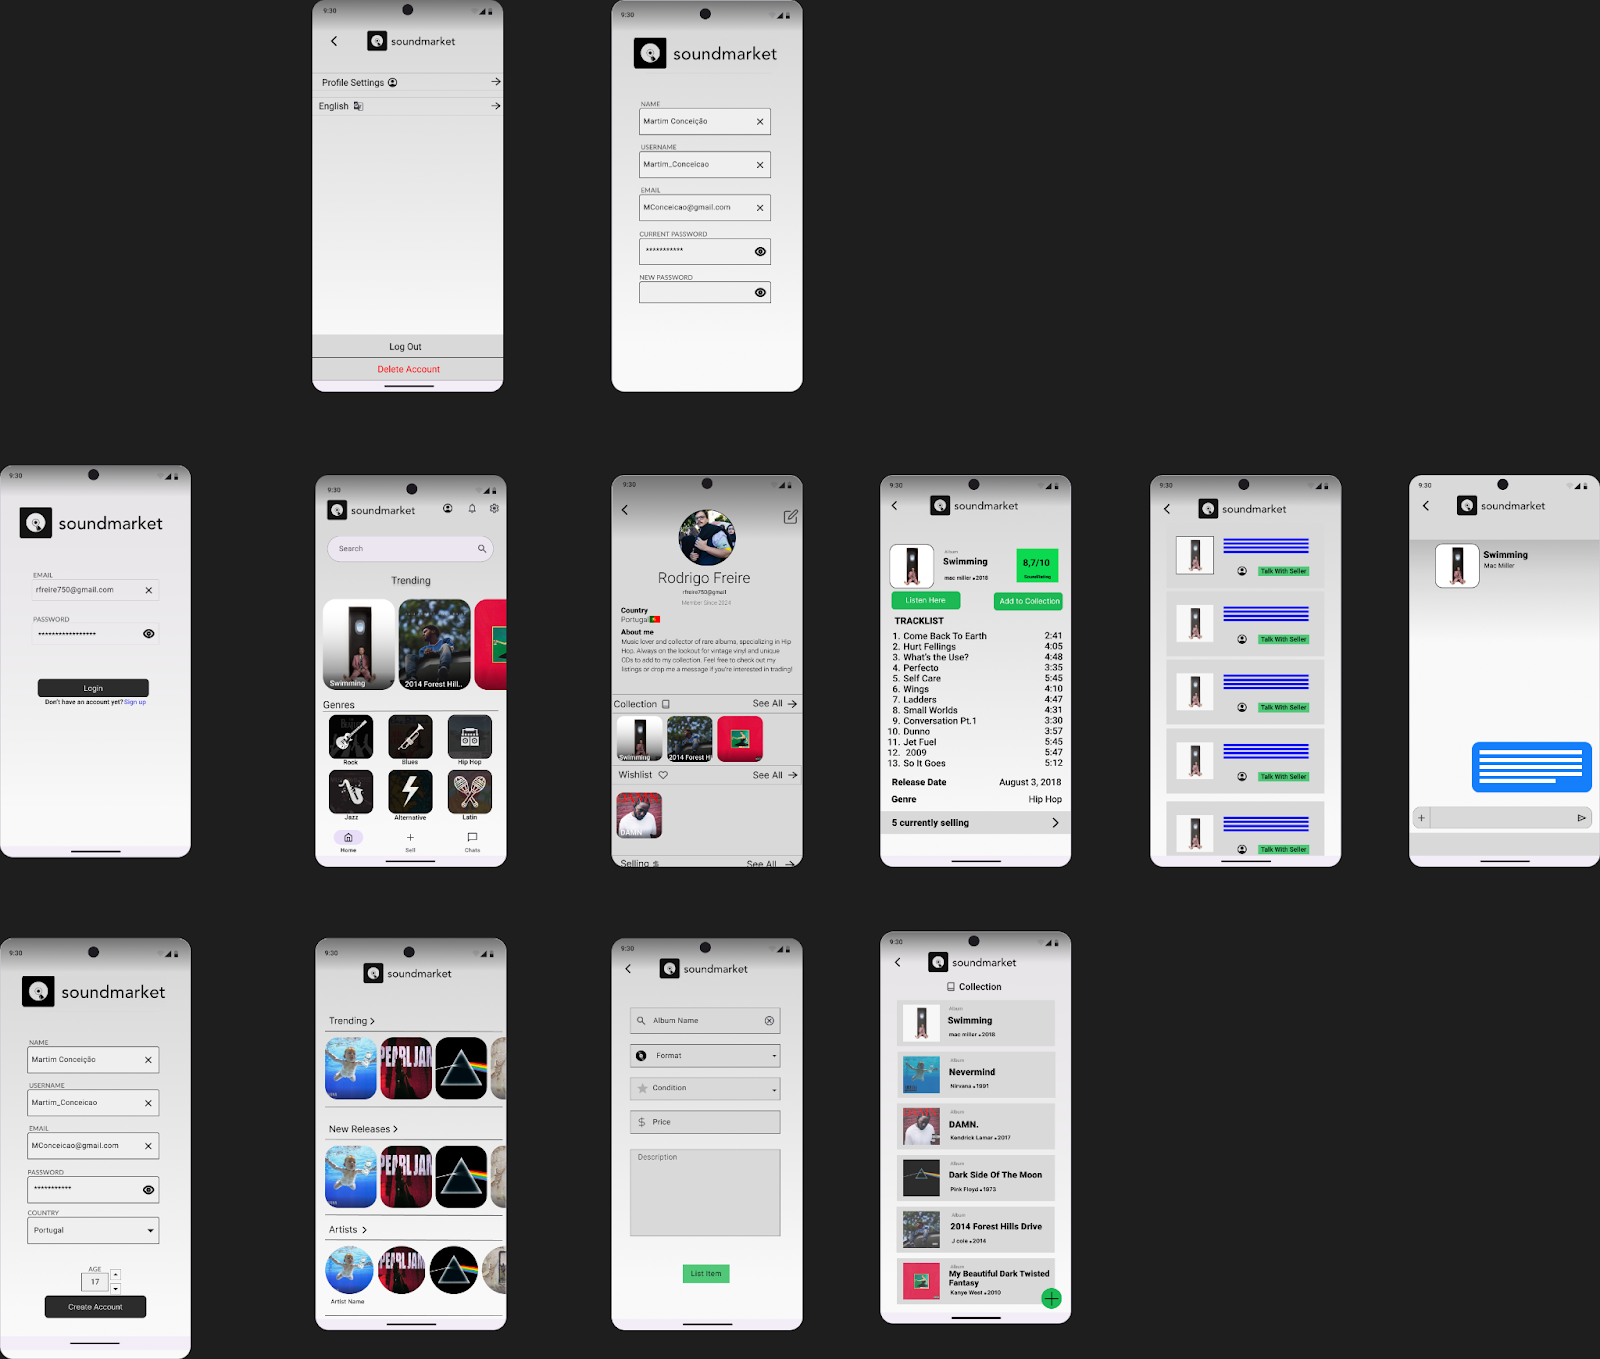 9:30
soundmarket
Profile Settings
English
Log Out
Delete Account
9:30
soundmarket
NAME
Martim Conceição
USERNAME
Martim_Conceicao
EMAIL
MConceicao@gmail.com
CURRENT PASSWORD
***********
NEW PASSWORD
9:30
soundmarket
EMAIL
rfreire750@gmail.com
PASSWORD
*****************
Login
Don't have an account yet? Sign up
9:30
soundmarket
Search
Trending
Swimming
2014 Forest Hill..
Genres
Rock
Blues
Hip Hop
Jazz
Alternative
Latin
Home
Sell
Chats
9:30
Rodrigo Freire
rfreire750@gmail
Member Since 2024
Country
Portugal
About me
Music lover and collector of rare albums, specializing in Hip
Hop. Always on the lookout for vintage vinyl and unique
CDs to add to my collection. Feel free to check out my
listings or drop me a message if you're interested in trading!
Collection
See All
Swimming
2014 Forest Hi
Wishlist
See All
DAMN
Selling
See All
9:30
soundmarket
Album
Swimming
mac miller • 2018
8,7/10
SoundRating
Listen Here
Add to Collection
TRACKLIST
1. Come Back To Earth 2:41
2. Hurt Fellings 4:05
3. What's the Use? 4:48
4. Perfecto 3:35
5. Self Care 5:45
6. Wings 4:10
7. Ladders 4:47
8. Small Worlds 4:31
9. Conversation Pt.1 3:30
10. Dunno 3:57
11. Jet Fuel 5:45
12. 2009 5:47
13. So It Goes 5:12
Release Date August 3, 2018
Genre Hip Hop
5 currently selling
9:30
soundmarket
Talk With Seller
Talk With Seller
Talk With Seller
Talk With Seller
Talk With Seller
9:30
soundmarket
Swimming
Mac Miller
9:30
soundmarket
NAME
Martim Conceição
USERNAME
Martim_Conceicao
EMAIL
MConceicao@gmail.com
PASSWORD
***********
COUNTRY
Portugal
AGE
17
Create Account
9:30
soundmarket
Trending
PEARL JAM
New Releases
PEARL JAM
Artists
PEARL JAM
Artist Name
9:30
soundmarket
Album Name
Format
Condition
Price
Description
List Item
9:30
soundmarket
Collection
Album
Swimming
mac miller • 2018
Album
Nevermind
Nirvana • 1991
Album
DAMN.
Kendrick Lamar • 2017
Album
Dark Side Of The Moon
Pink Floyd • 1973
Album
2014 Forest Hills Drive
J cole • 2014
My Beautiful Dark Twisted
Fantasy
Kanye West • 2010